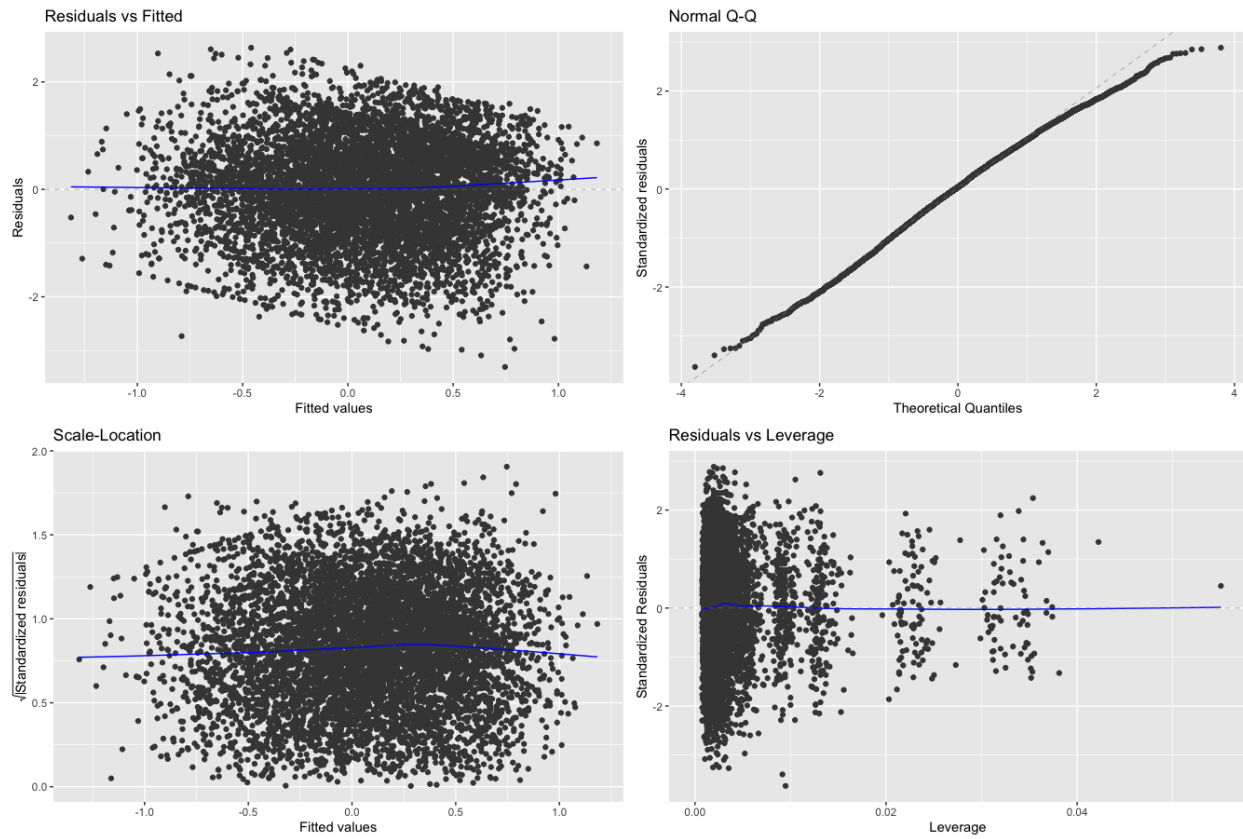 Residuals vs Fitted
2
0
-2
Residuals
-1.0 -0.5 0.0 0.5 1.0
Fitted values
Normal Q-Q
2
0
-2
Standardized residuals
-4 -2 0 2 4
Theoretical Quantiles
Scale-Location
2.0
1.5
1.0
0.5
0.0
√|Standardized residuals|
-1.0 -0.5 0.0 0.5 1.0
Fitted values
Residuals vs Leverage
2
0
-2
Standardized Residuals
0.00 0.02 0.04
Leverage